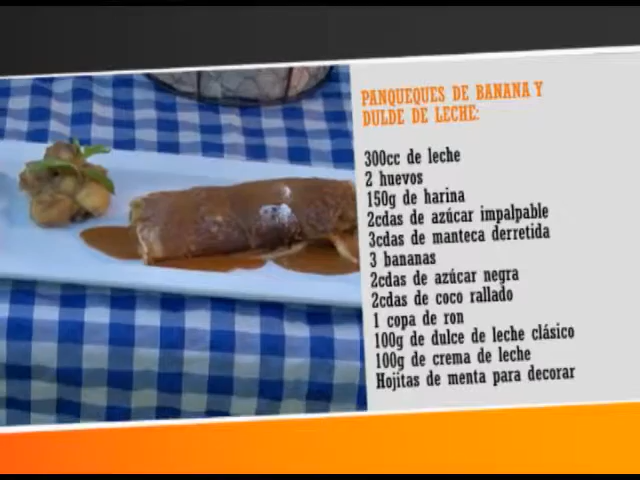 PANQUEQUES DE BANANA Y
DULDE DE LECHE:
300cc de leche
2 huevos
150g de harina
2cdas de azúcar impalpable
3cdas de manteca derretida
3 bananas
2cdas de azúcar negra
2cdas de coco rallado
1 copa de ron
100g de dulce de leche clásico
100g de crema de leche
Hojitas de menta para decorar